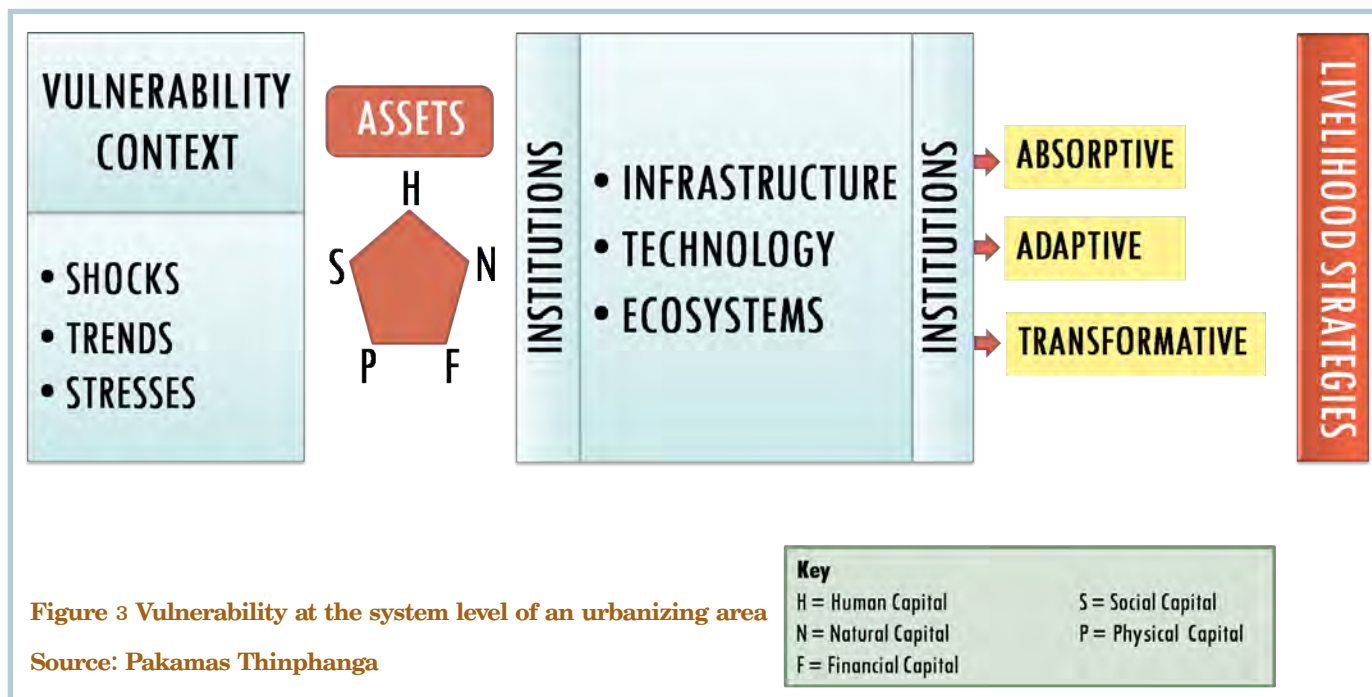 VULNERABILITY
CONTEXT
• SHOCKS
• TRENDS
• STRESSES
ASSETS
H
S
N
P
F
INSTITUTIONS
• INFRASTRUCTURE
• TECHNOLOGY
• ECOSYSTEMS
INSTITUTIONS
ABSORPTIVE
ADAPTIVE
TRANSFORMATIVE
LIVELIHOOD STRATEGIES
Key
H = Human Capital
N = Natural Capital
F = Financial Capital
S = Social Capital
P = Physical Capital
Figure 3 Vulnerability at the system level of an urbanizing area
Source: Pakamas Thinphanga